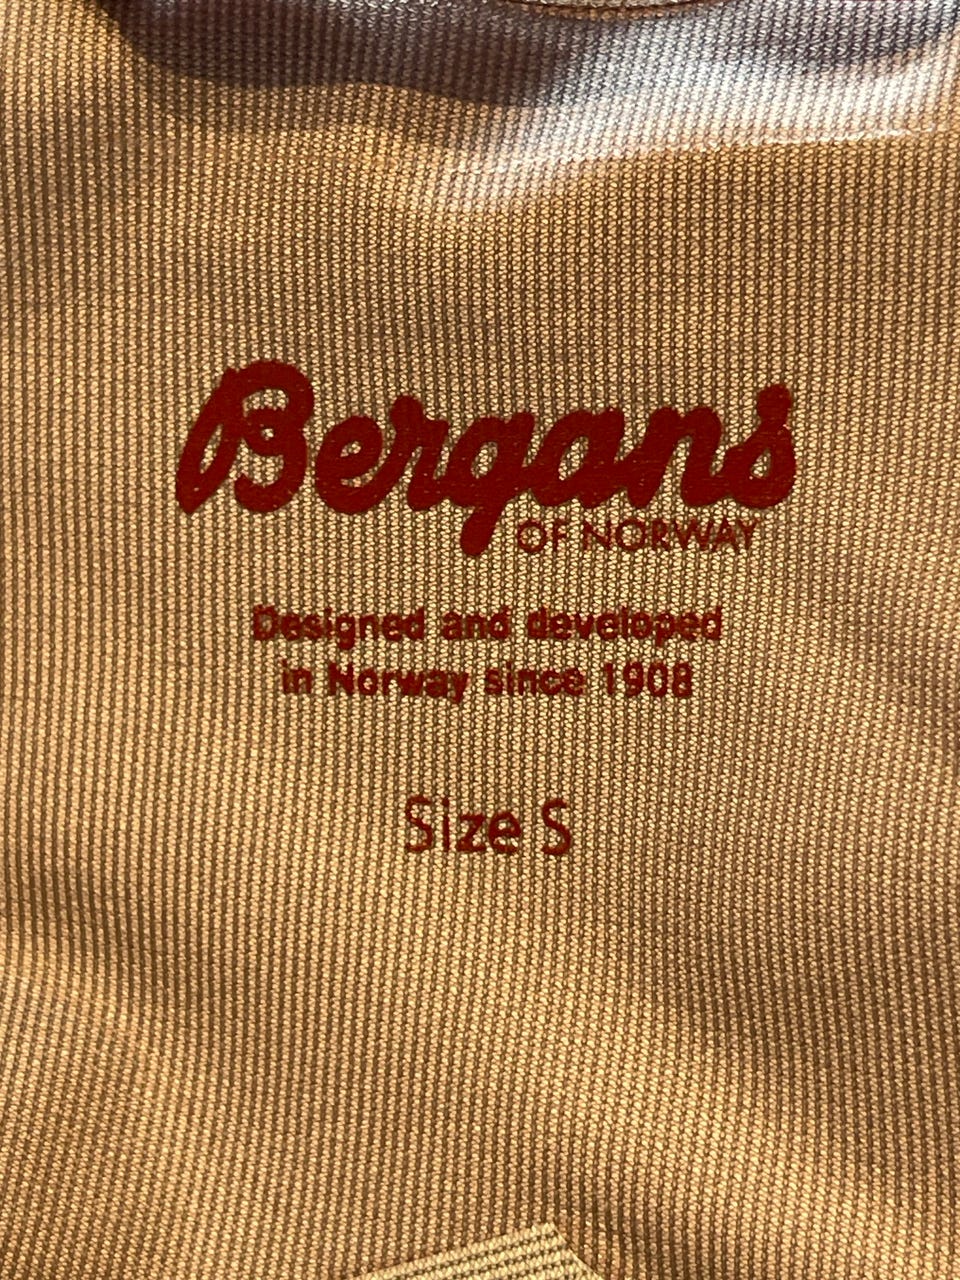 Bergans
OF NORWAY
Designed and developed
in Norway since 1908
Size S